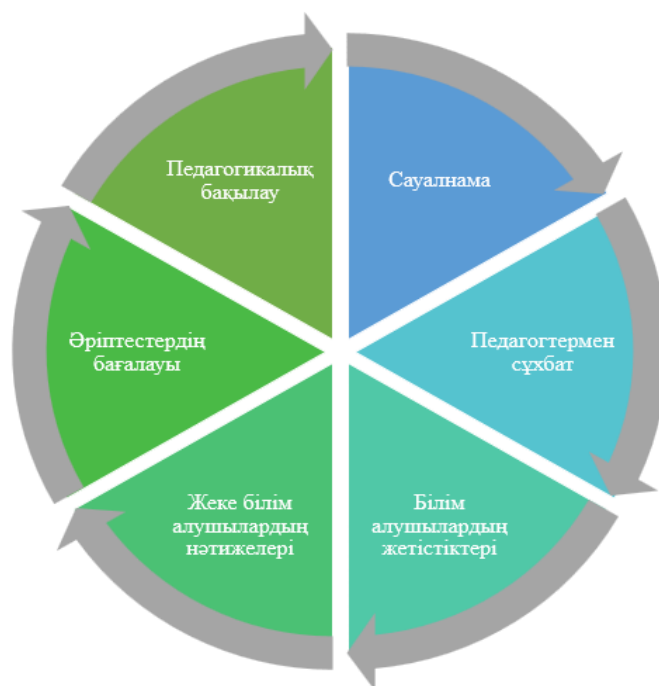 Сауалнама
Педагогтермен
сұхбат
Білім
алушылардың
жетістіктері
Жеке білім
алушылардың
нәтижелері
Әріптестердің
бағалауы
Педагогикалық
бақылау